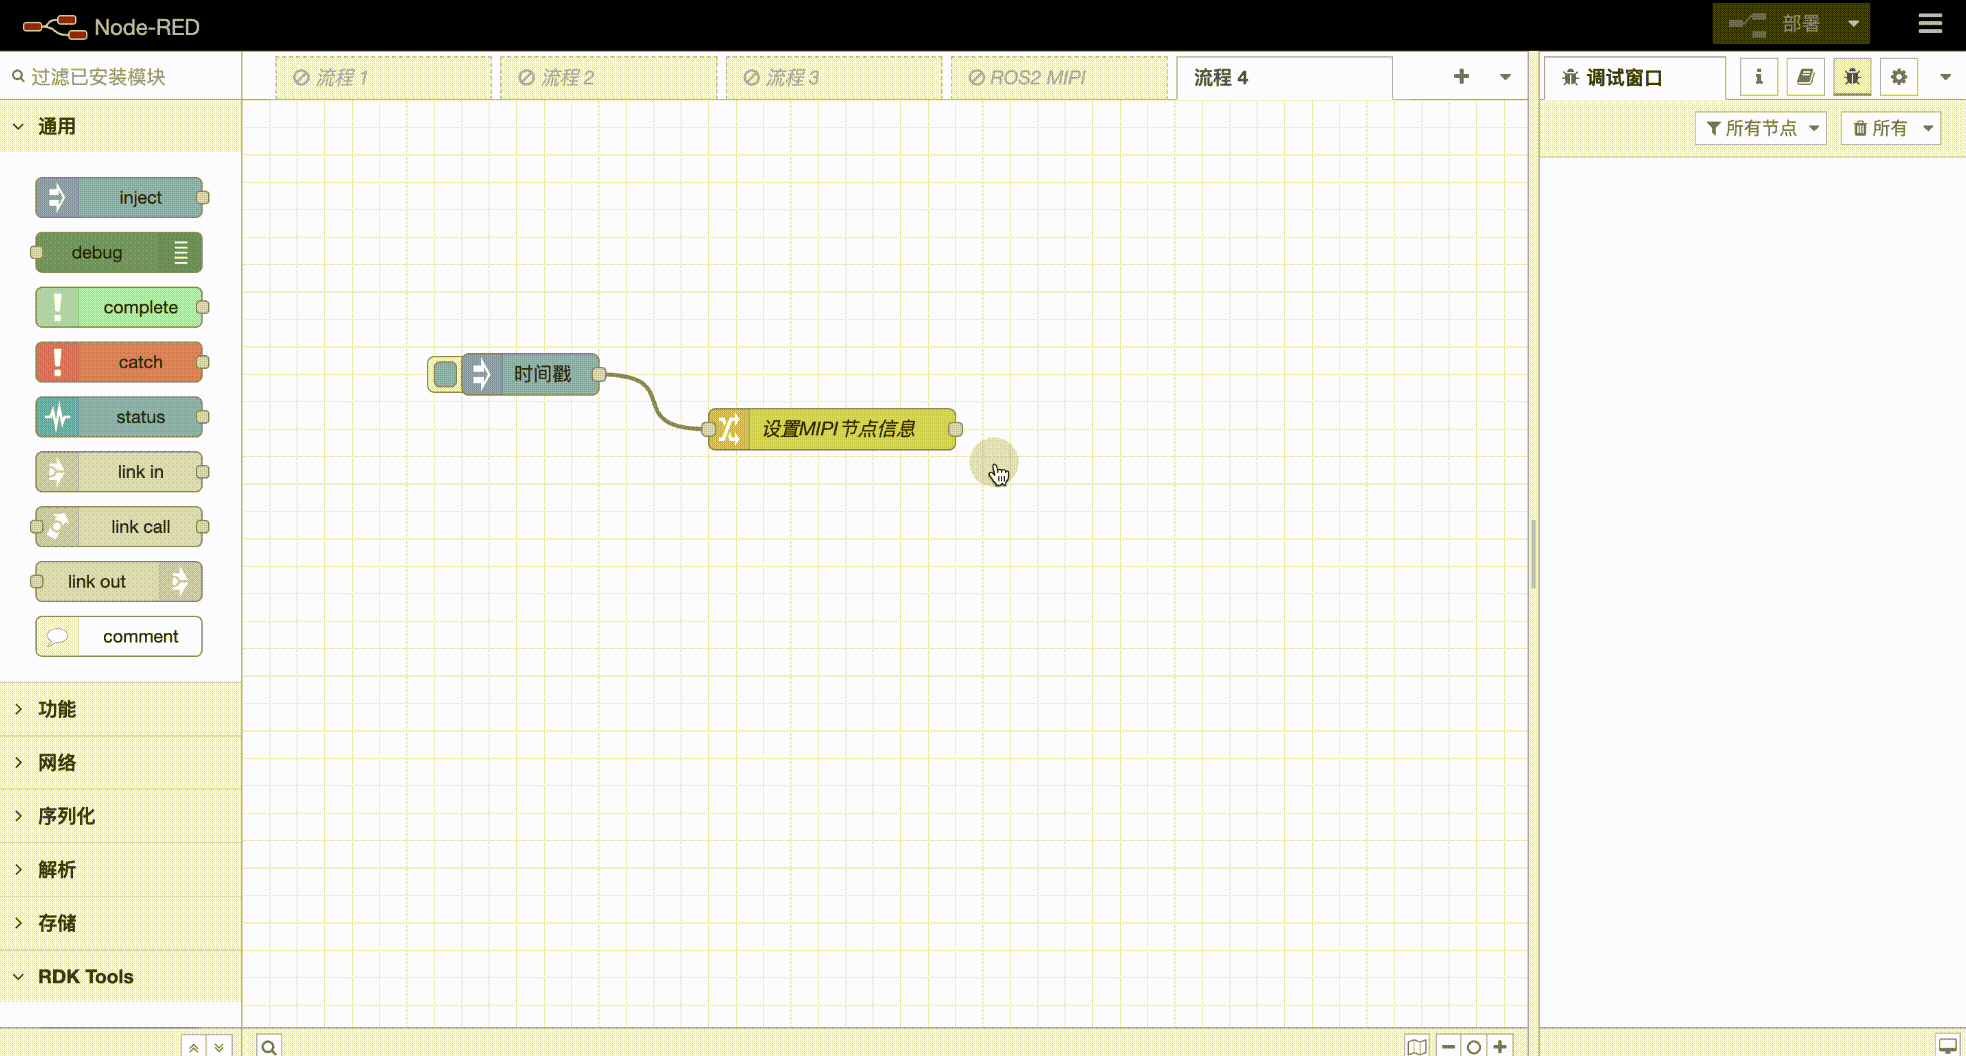 Node-RED
部署
过滤已安装模块
流程 1
流程 2
流程 3
ROS2 MIPI
流程 4
调试窗口
所有节点
所有
通用
inject
debug
complete
catch
status
link in
link call
link out
comment
功能
网络
序列化
解析
存储
RDK Tools
时间戳
设置MIPI节点信息